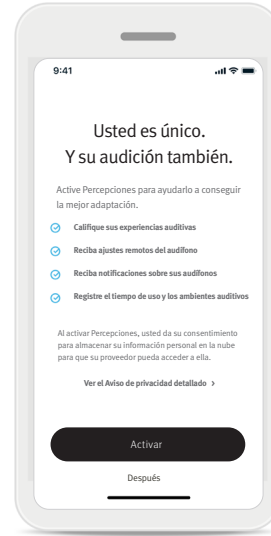 9:41
Usted es único.
Y su audición también.
Active Percepciones para ayudarlo a conseguir
la mejor adaptación.
Califique sus experiencias auditivas
Reciba ajustes remotos del audífono
Reciba notificaciones sobre sus audífonos
Registre el tiempo de uso y los ambientes auditivos
Al activar Percepciones, usted da su consentimiento
para almacenar su información personal en la nube
para que su proveedor pueda acceder a ella.
Ver el Aviso de privacidad detallado >
Activar
Después